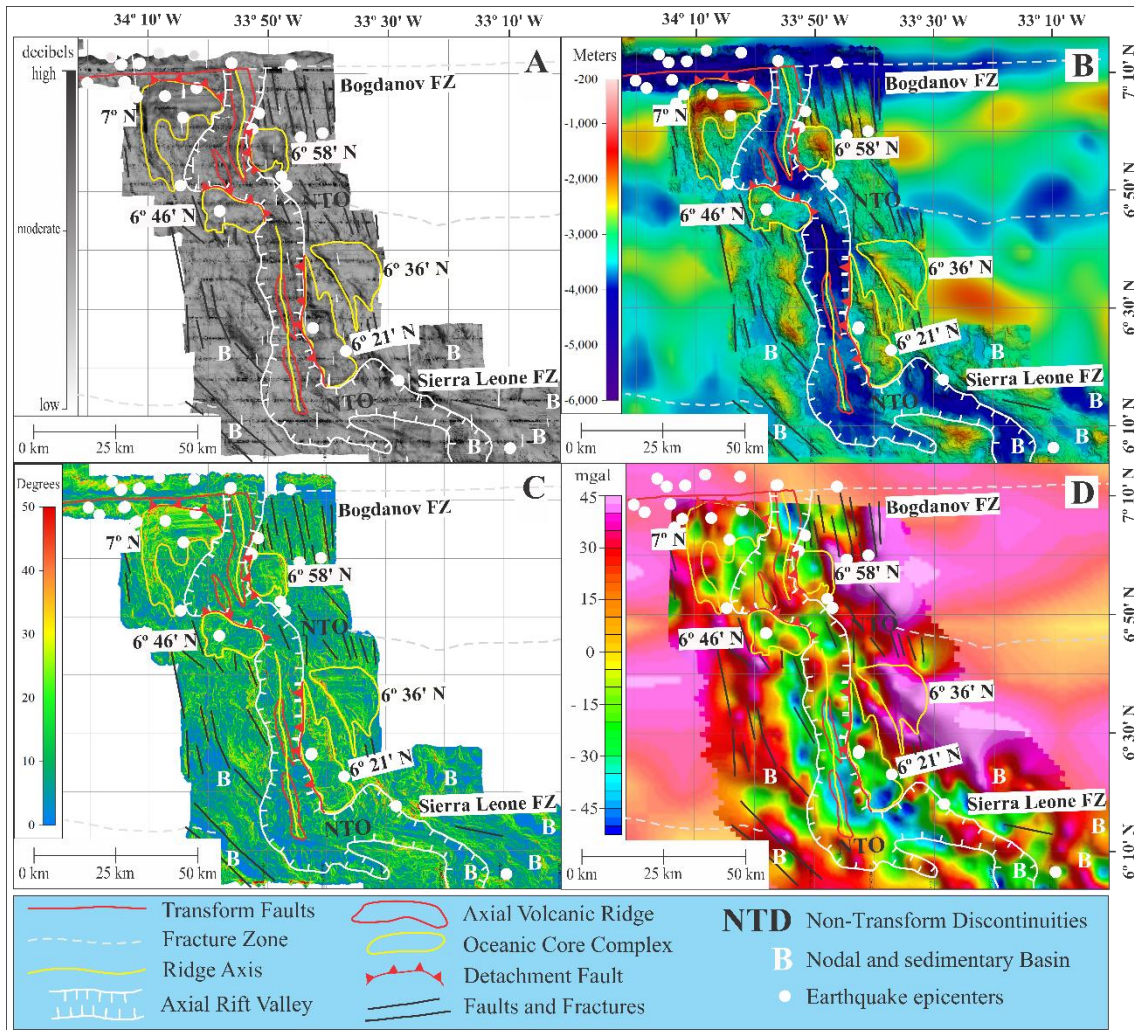 34° 10' W 33° 50' W 33° 30' W 33° 10' W 34° 10' W 33° 50' W 33° 30' W 33° 10' W
decibels
high
moderate
low
A
Bogdanov FZ
7° N
6° 58' N
NTO
6° 46' N
6° 36' N
6° 21' N
B
Sierra Leone FZ
B
NTO
B
B
B
0 km 25 km 50 km
Meters
-200
-1,000
-2,000
-3,000
-4,000
-5,000
-6,000
B
Bogdanov FZ
7° N
6° 58' N
NTO
6° 46' N
6° 36' N
6° 21' N
B
Sierra Leone FZ
B
NTO
B
B
B
0 km 25 km 50 km
7° 10' N
6° 50' N
6° 30' N
6° 10' N
Degrees
50
40
30
20
10
0
C
Bogdanov FZ
7° N
6° 58' N
NTO
6° 46' N
6° 36' N
6° 21' N
B
B
Sierra Leone FZ
B
NTO
B
B
B
0 km 25 km 50 km
mgal
45
30
15
0
- 15
- 30
- 45
D
Bogdanov FZ
7° N
6° 58' N
NTO
6° 46' N
6° 36' N
6° 21' N
B
B
Sierra Leone FZ
B
NTO
B
B
B
0 km 25 km 50 km
7° 10' N
6° 50' N
6° 30' N
6° 10' N
Transform Faults
Fracture Zone
Ridge Axis
Axial Rift Valley
Axial Volcanic Ridge
Oceanic Core Complex
Detachment Fault
Faults and Fractures
NTD Non-Transform Discontinuities
B Nodal and sedimentary Basin
Earthquake epicenters